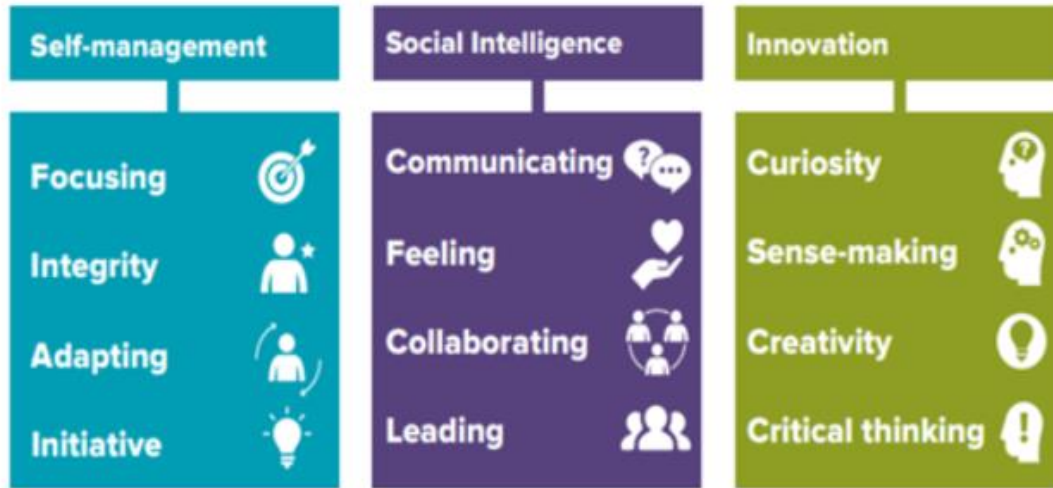 Self-management
Focusing
Integrity
Adapting
Initiative
Social Intelligence
Communicating
Feeling
Collaborating
Leading
Innovation
Curiosity
Sense-making
Creativity
Critical thinking